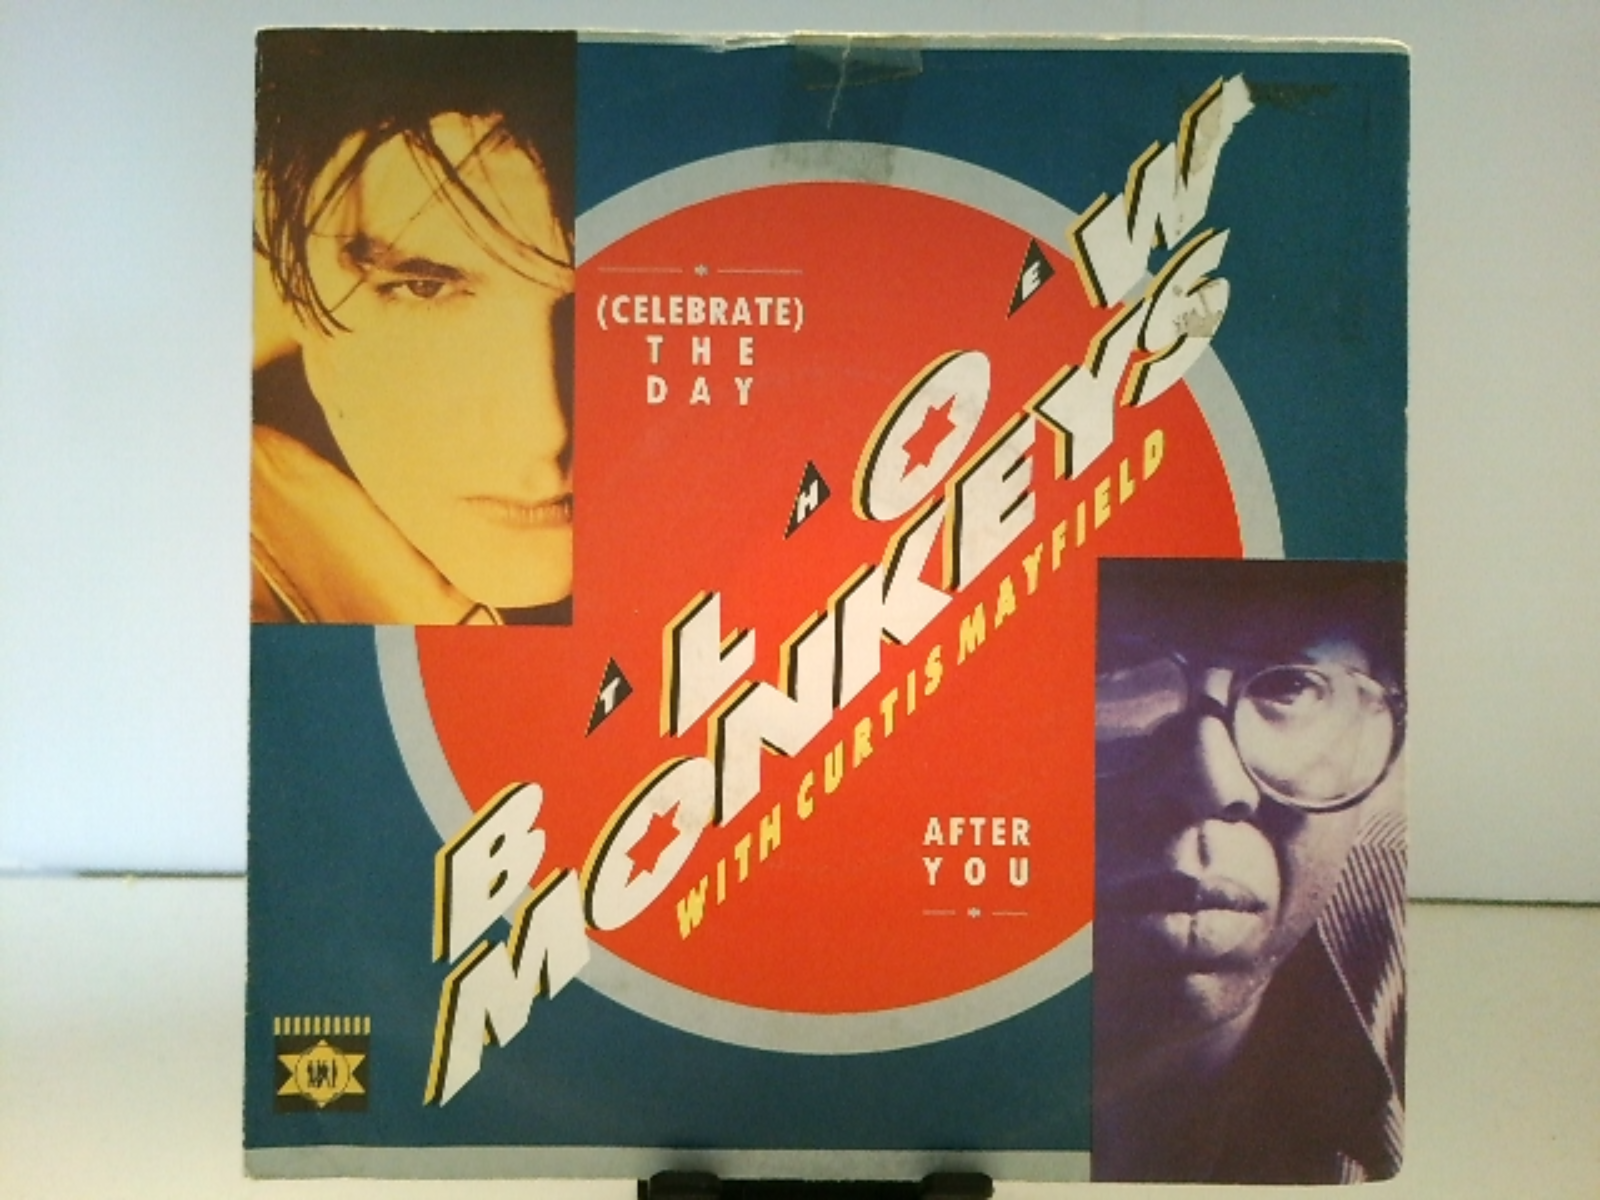 (CELEBRATE)
THE
DAY
THE
BLOW
MONKEYS
WITH CURTIS MAYFIELD
AFTER
YOU